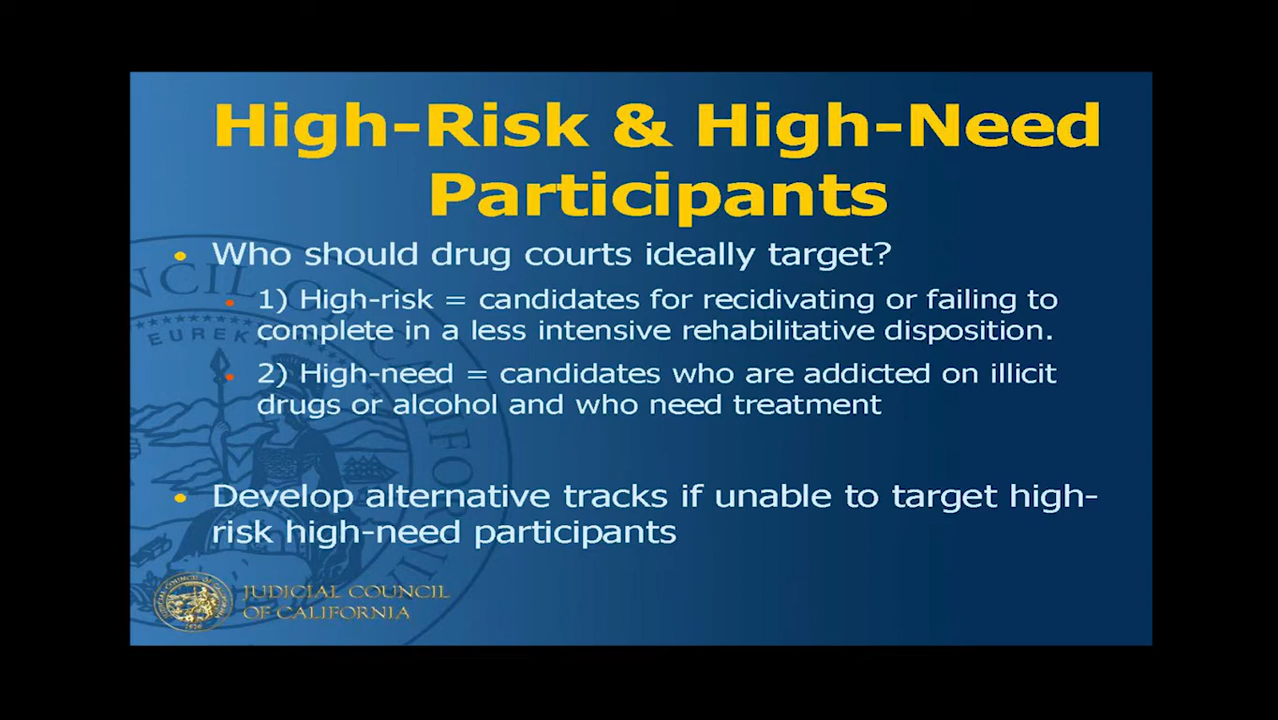 High-Risk & High-Need
Participants
Who should drug courts ideally target?
1) High-risk = candidates for recidivating or failing to
complete in a less intensive rehabilitative disposition.
2) High-need = candidates who are addicted on illicit
drugs or alcohol and who need treatment
Develop alternative tracks if unable to target high-
risk high-need participants
JUDICIAL COUNCIL
OF CALIFORNIA
EUREKA